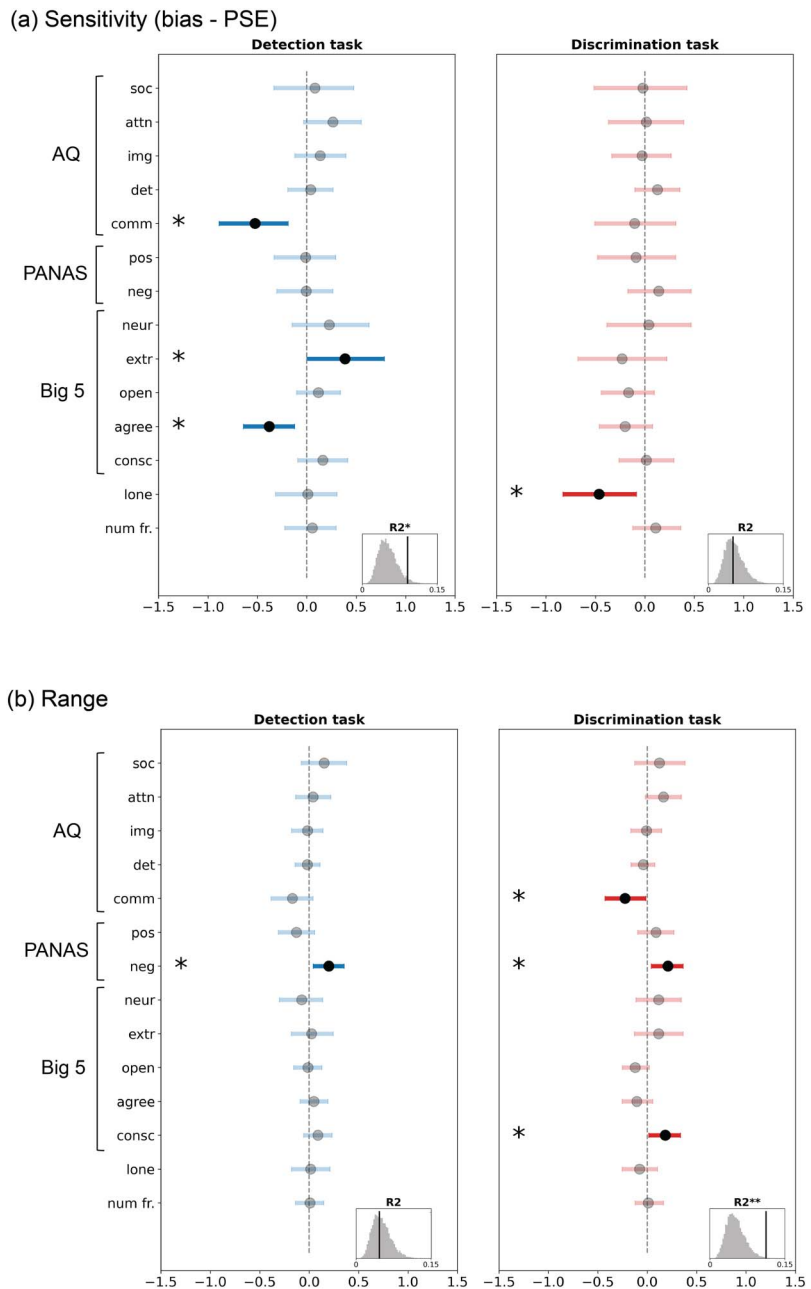 (a) Sensitivity (bias - PSE)
Detection task
Discrimination task
AQ
soc
attn
img
det
comm
*
PANAS
pos
neg
Big 5
neur
extr
*
open
agree
*
consc
lone
*
num fr.
R2*
0
0.15
R2
0
0.15
−1.5 −1.0 −0.5 0.0 0.5 1.0 1.5
−1.5 −1.0 −0.5 0.0 0.5 1.0 1.5
(b) Range
Detection task
Discrimination task
AQ
soc
attn
img
det
comm
*
PANAS
pos
neg
* *
Big 5
neur
extr
open
agree
consc
*
lone
num fr.
R2
0
0.15
R2**
0
0.15
−1.5 −1.0 −0.5 0.0 0.5 1.0 1.5
−1.5 −1.0 −0.5 0.0 0.5 1.0 1.5